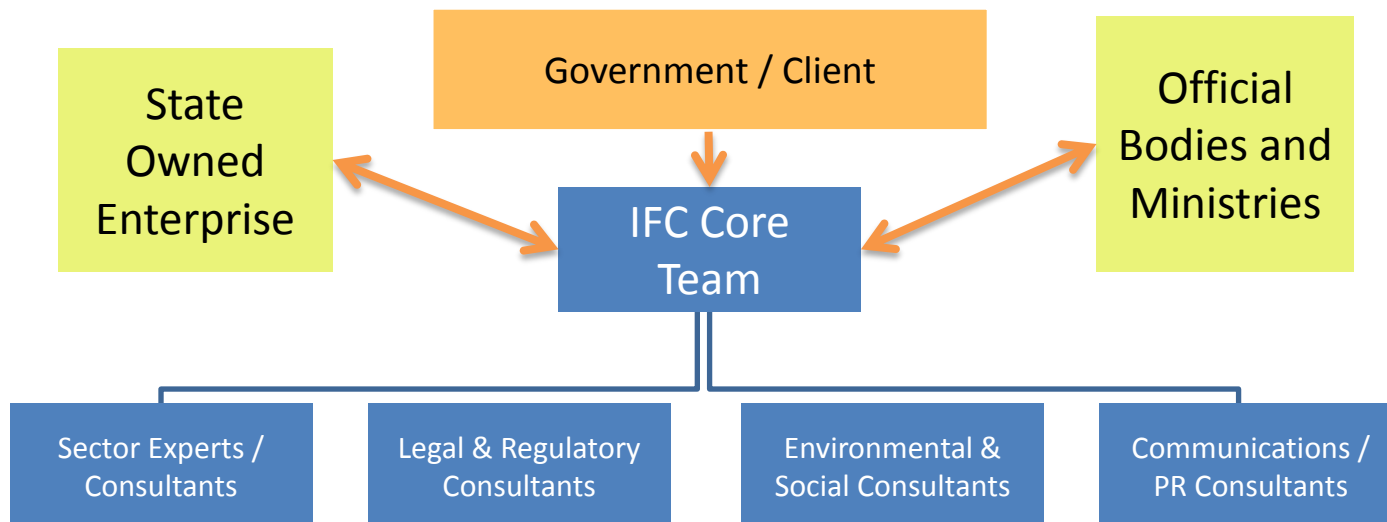 Government / Client
State
Owned
Enterprise
Official
Bodies and
Ministries
IFC Core
Team
Sector Experts /
Consultants
Legal & Regulatory
Consultants
Environmental &
Social Consultants
Communications /
PR Consultants